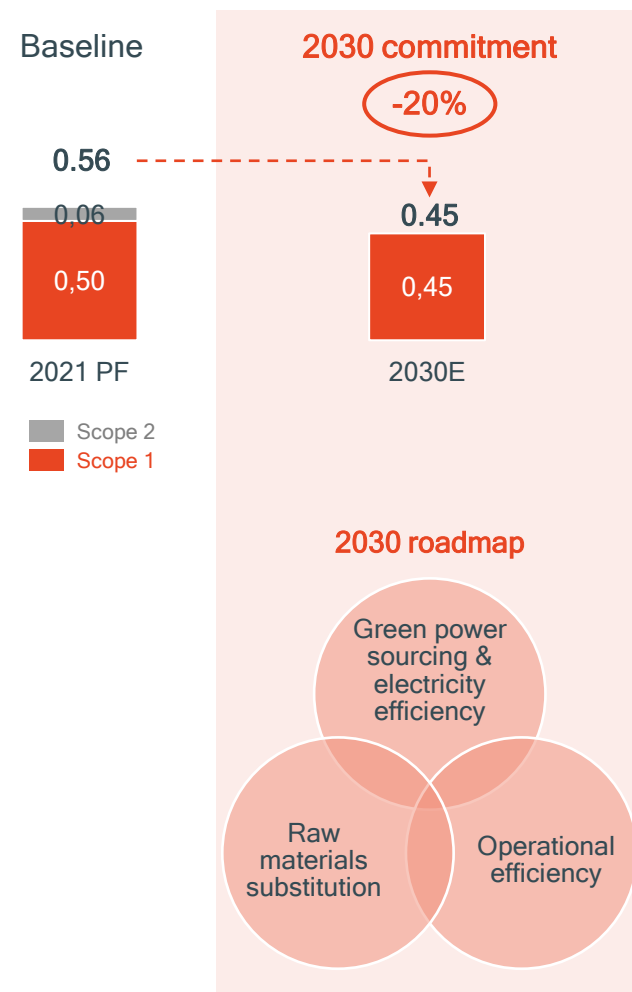 Baseline
2030 commitment
-20%
0.56
0.45
0,06
0,50
0,45
2021 PF
2030E
Scope 2
Scope 1
2030 roadmap
Green power
sourcing &
electricity
efficiency
Raw
materials
substitution
Operational
efficiency